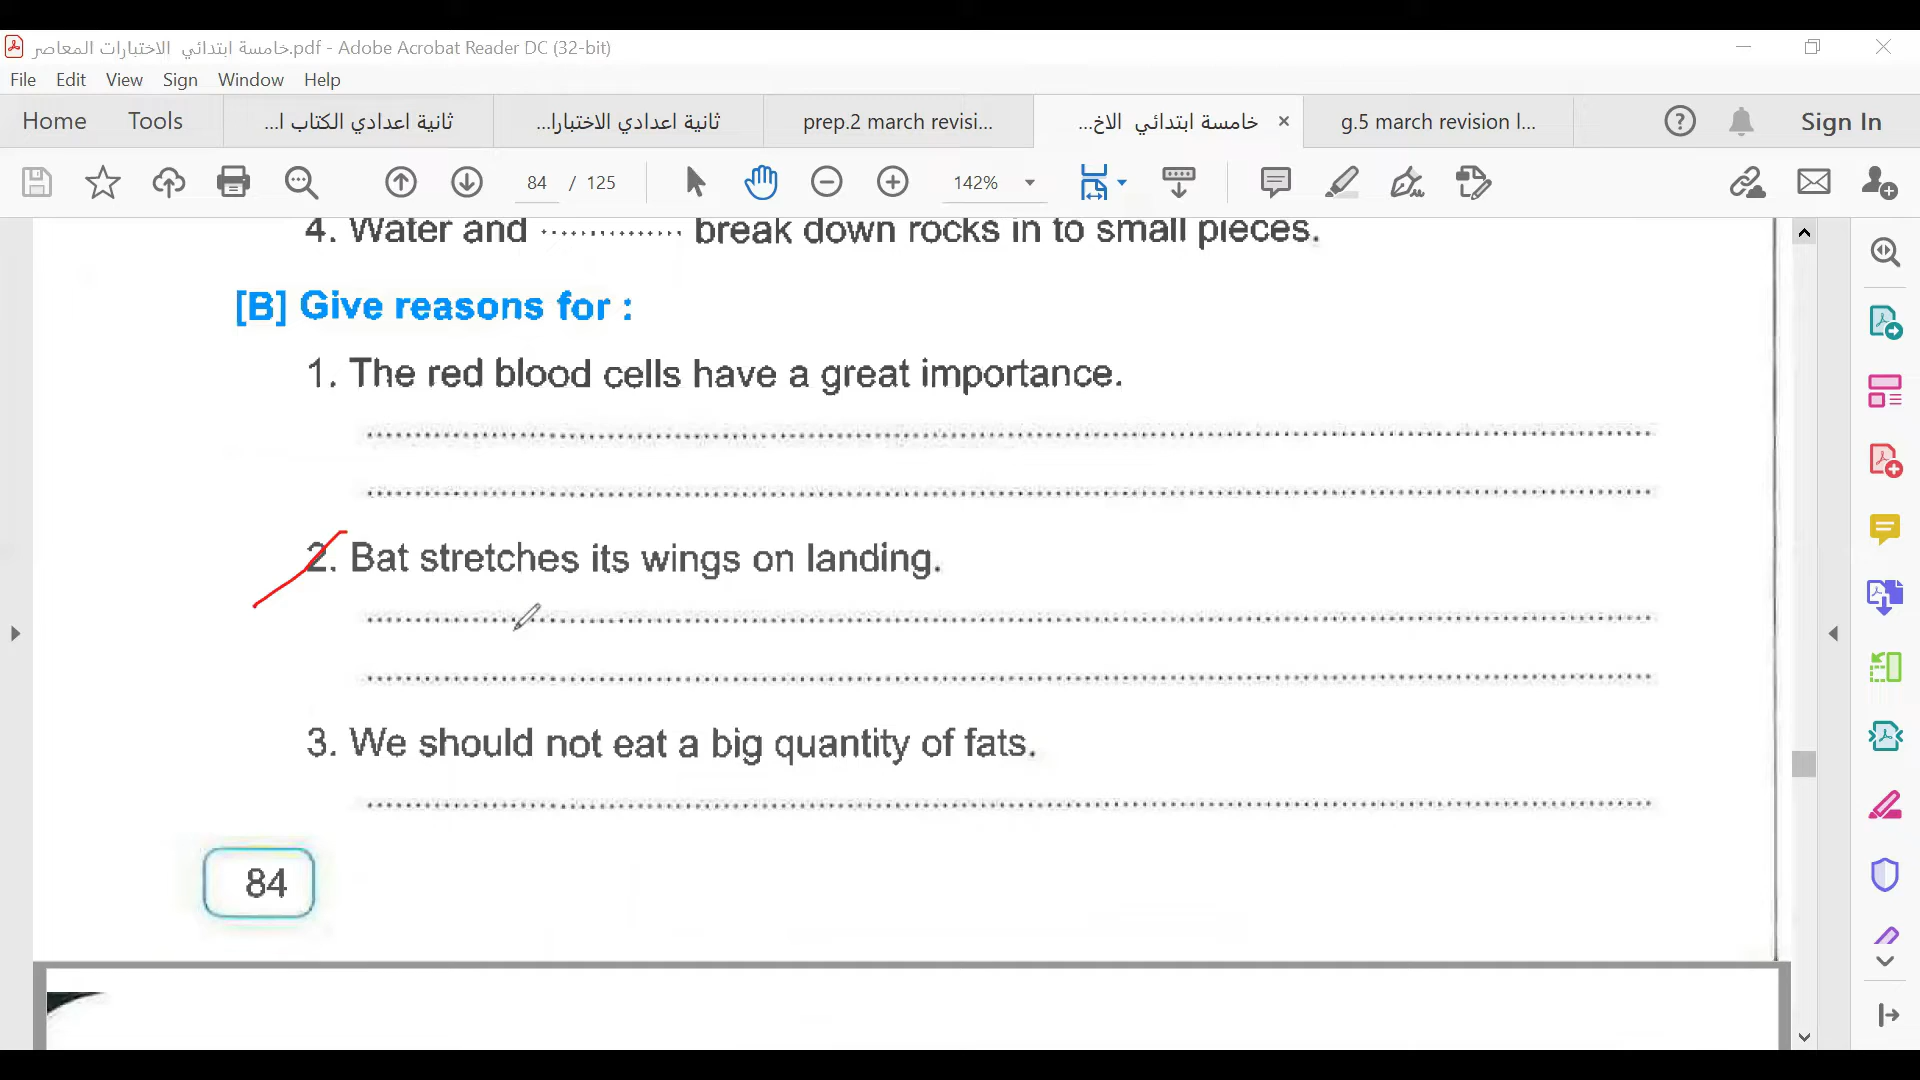 خامسة ابتدائي الاختبارات المعاصر.pdf - Adobe Acrobat Reader DC (32-bit)
File Edit View Sign Window Help
Home Tools ثانية اعدادي الكتاب ا... ثانية اعدادي الاختبارا... prep.2 march revisi... خامسة ابتدائي الاخ... × g.5 march revision l... Sign In
84 / 125 142%
4. Water and ............. break down rocks in to small pieces.
[B] Give reasons for :
1. The red blood cells have a great importance.
2. Bat stretches its wings on landing.
3. We should not eat a big quantity of fats.
84